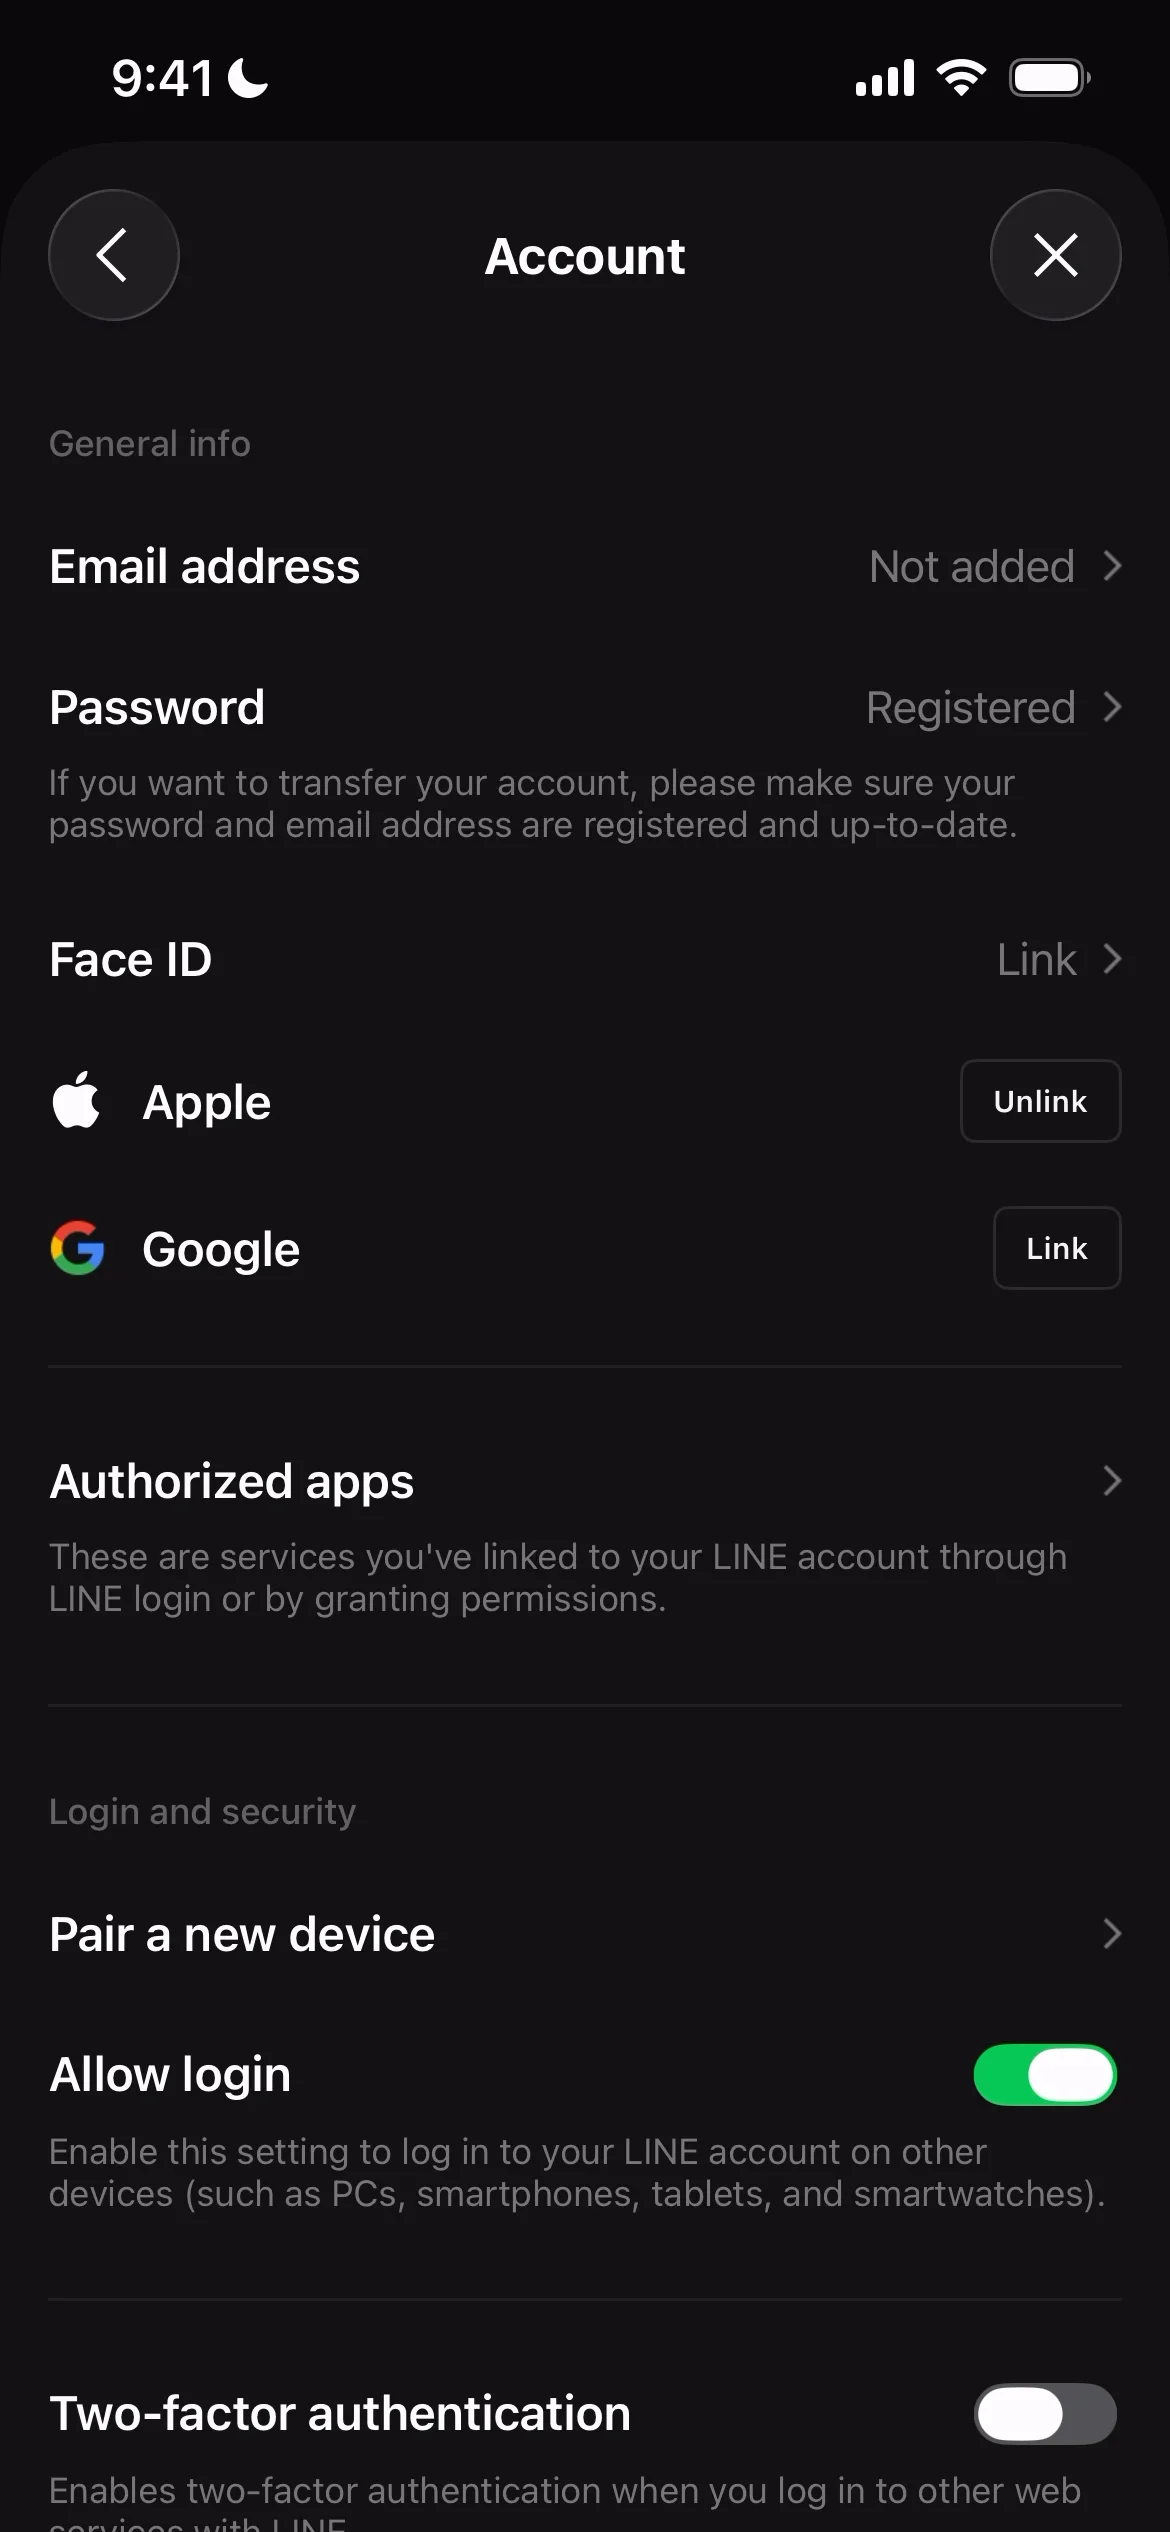 9:41
Account
General info
Email address
Not added
Password
Registered
If you want to transfer your account, please make sure your
password and email address are registered and up-to-date.
Face ID
Link
Apple
Unlink
Google
Link
Authorized apps
These are services you've linked to your LINE account through
LINE login or by granting permissions.
Login and security
Pair a new device
Allow login
Enable this setting to log in to your LINE account on other
devices (such as PCs, smartphones, tablets, and smartwatches).
Two-factor authentication
Enables two-factor authentication when you log in to other web
services with LINE